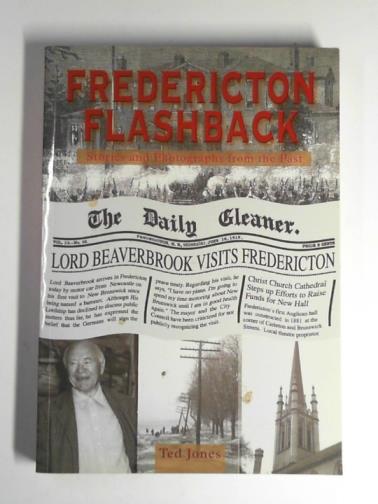 FREDERICTON
FLASHBACK
Stories and Photographs from the Past
The Daily Gleaner.
PRICE 2 CENTS
LORD BEAVERBROOK VISITS FREDERICTON
Lord Beaverbrook arrives in Fredericton
today by motor car from Newcastle on
his first visit to New Brunswick since
being named a baronet. Although His
Lordship has declined to discuss public
matters thus far, he has expressed the
belief that the Germans will sign the
peace treaty. Regarding his visit, he
says, "I have no plans. I'm going to
spend my time motoring about New
Brunswick until I am in good health
again." The mayor and the City
Council have been criticized for not
publicly recognizing the visit.
Christ Church Cathedral
Steps up Efforts to Raise
Funds for New Hall
Fredericton's first Anglican hall
was constructed in 1881 at the
corner of Carleton and Brunswick
Streets. Local theatre proprietor
Ted Jones